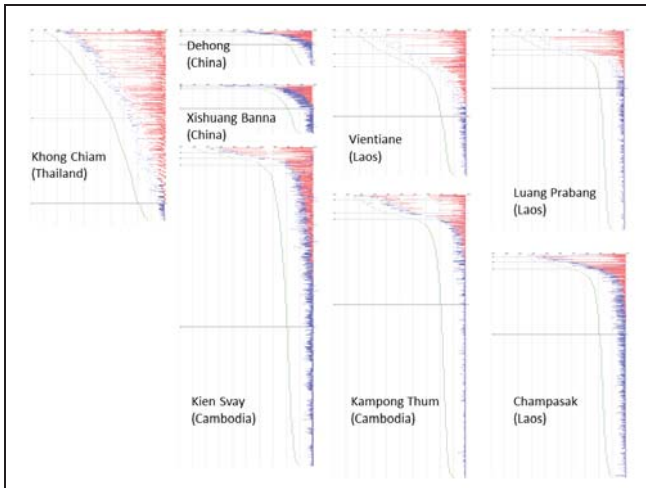 Khong Chiam
(Thailand)
Dehong
(China)
Xishuang Banna
(China)
Kien Svay
(Cambodia)
Vientiane
(Laos)
Kampong Thum
(Cambodia)
Luang Prabang
(Laos)
Champasak
(Laos)